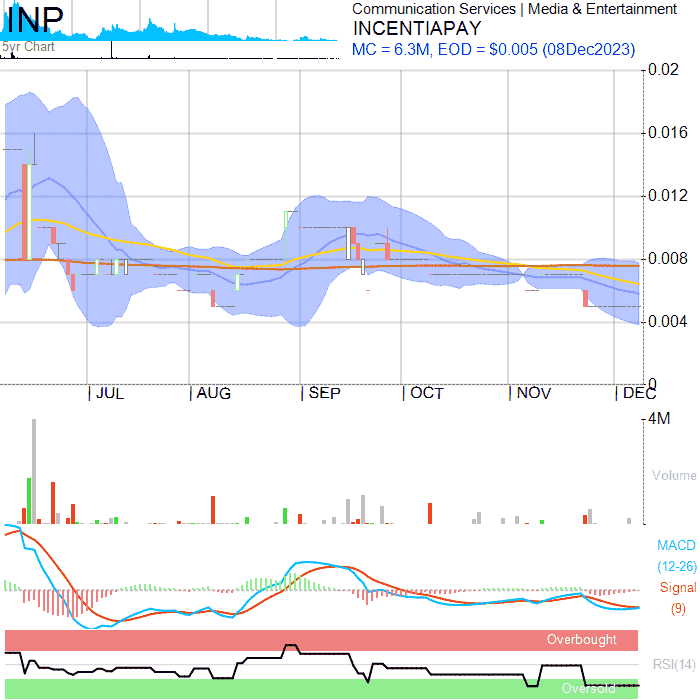 INP
Communication Services | Media & Entertainment
INCENTIAPAY
5yr Chart
MC = 6.3M, EOD = $0.005 (08Dec2023)
0.02
0.016
0.012
0.008
0.004
0
| JUL | AUG | SEP | OCT | NOV | DEC
4M
Volume
MACD
(12-26)
Signal
(9)
Overbought
RSI(14)
Oversold